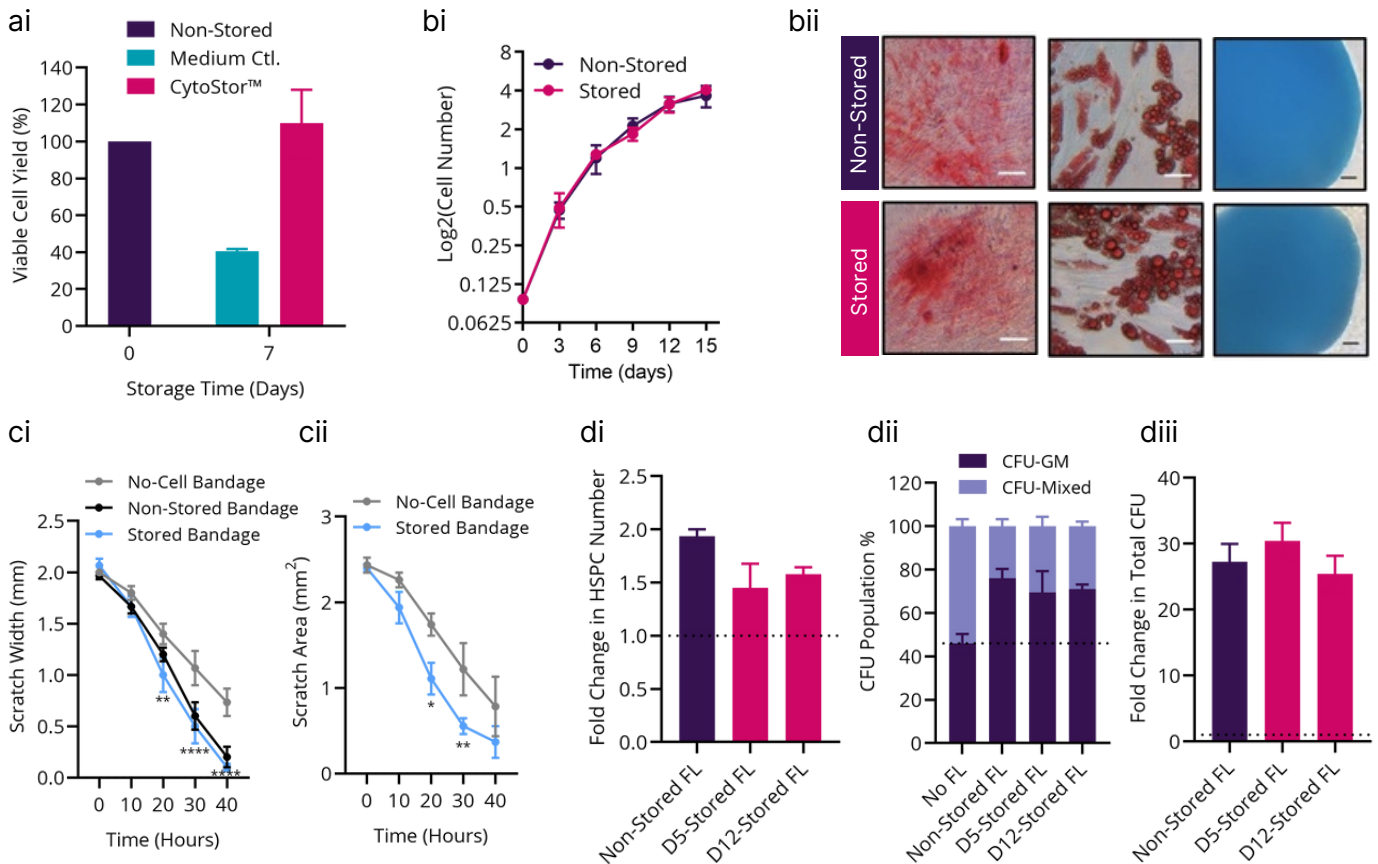 ai
Non-Stored
Medium Ctl.
CytoStor™
Viable Cell Yield (%)
140
120
100
80
60
40
20
0
0 7
Storage Time (Days)
bi
Non-Stored
Stored
Log2(Cell Number)
8
4
2
1
0.5
0.25
0.125
0.0625
0 3 6 9 12 15
Time (days)
bii
Non-Stored
Stored
ci
No-Cell Bandage
Non-Stored Bandage
Stored Bandage
Scratch Width (mm)
2.5
2.0
1.5
1.0
0.5
0.0
**
****
****
0 10 20 30 40
Time (Hours)
cii
No-Cell Bandage
Stored Bandage
Scratch Area (mm²)
3
2
1
0
*
**
0 10 20 30 40
Time (Hours)
di
Fold Change in HSPC Number
2.5
2.0
1.5
1.0
0.5
0.0
Non-Stored FL
D5-Stored FL
D12-Stored FL
dii
CFU-GM
CFU-Mixed
CFU Population %
120
100
80
60
40
20
0
No FL
Non-Stored FL
D5-Stored FL
D12-Stored FL
diii
Fold Change in Total CFU
40
30
20
10
0
Non-Stored FL
D5-Stored FL
D12-Stored FL